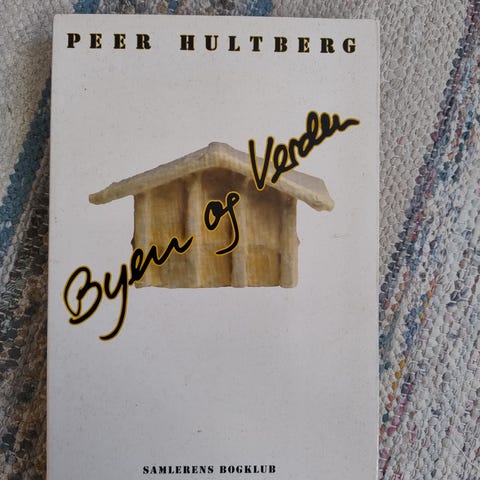 PEER HULTBERG
Byen og Verden
SAMLERENS BOGKLUB